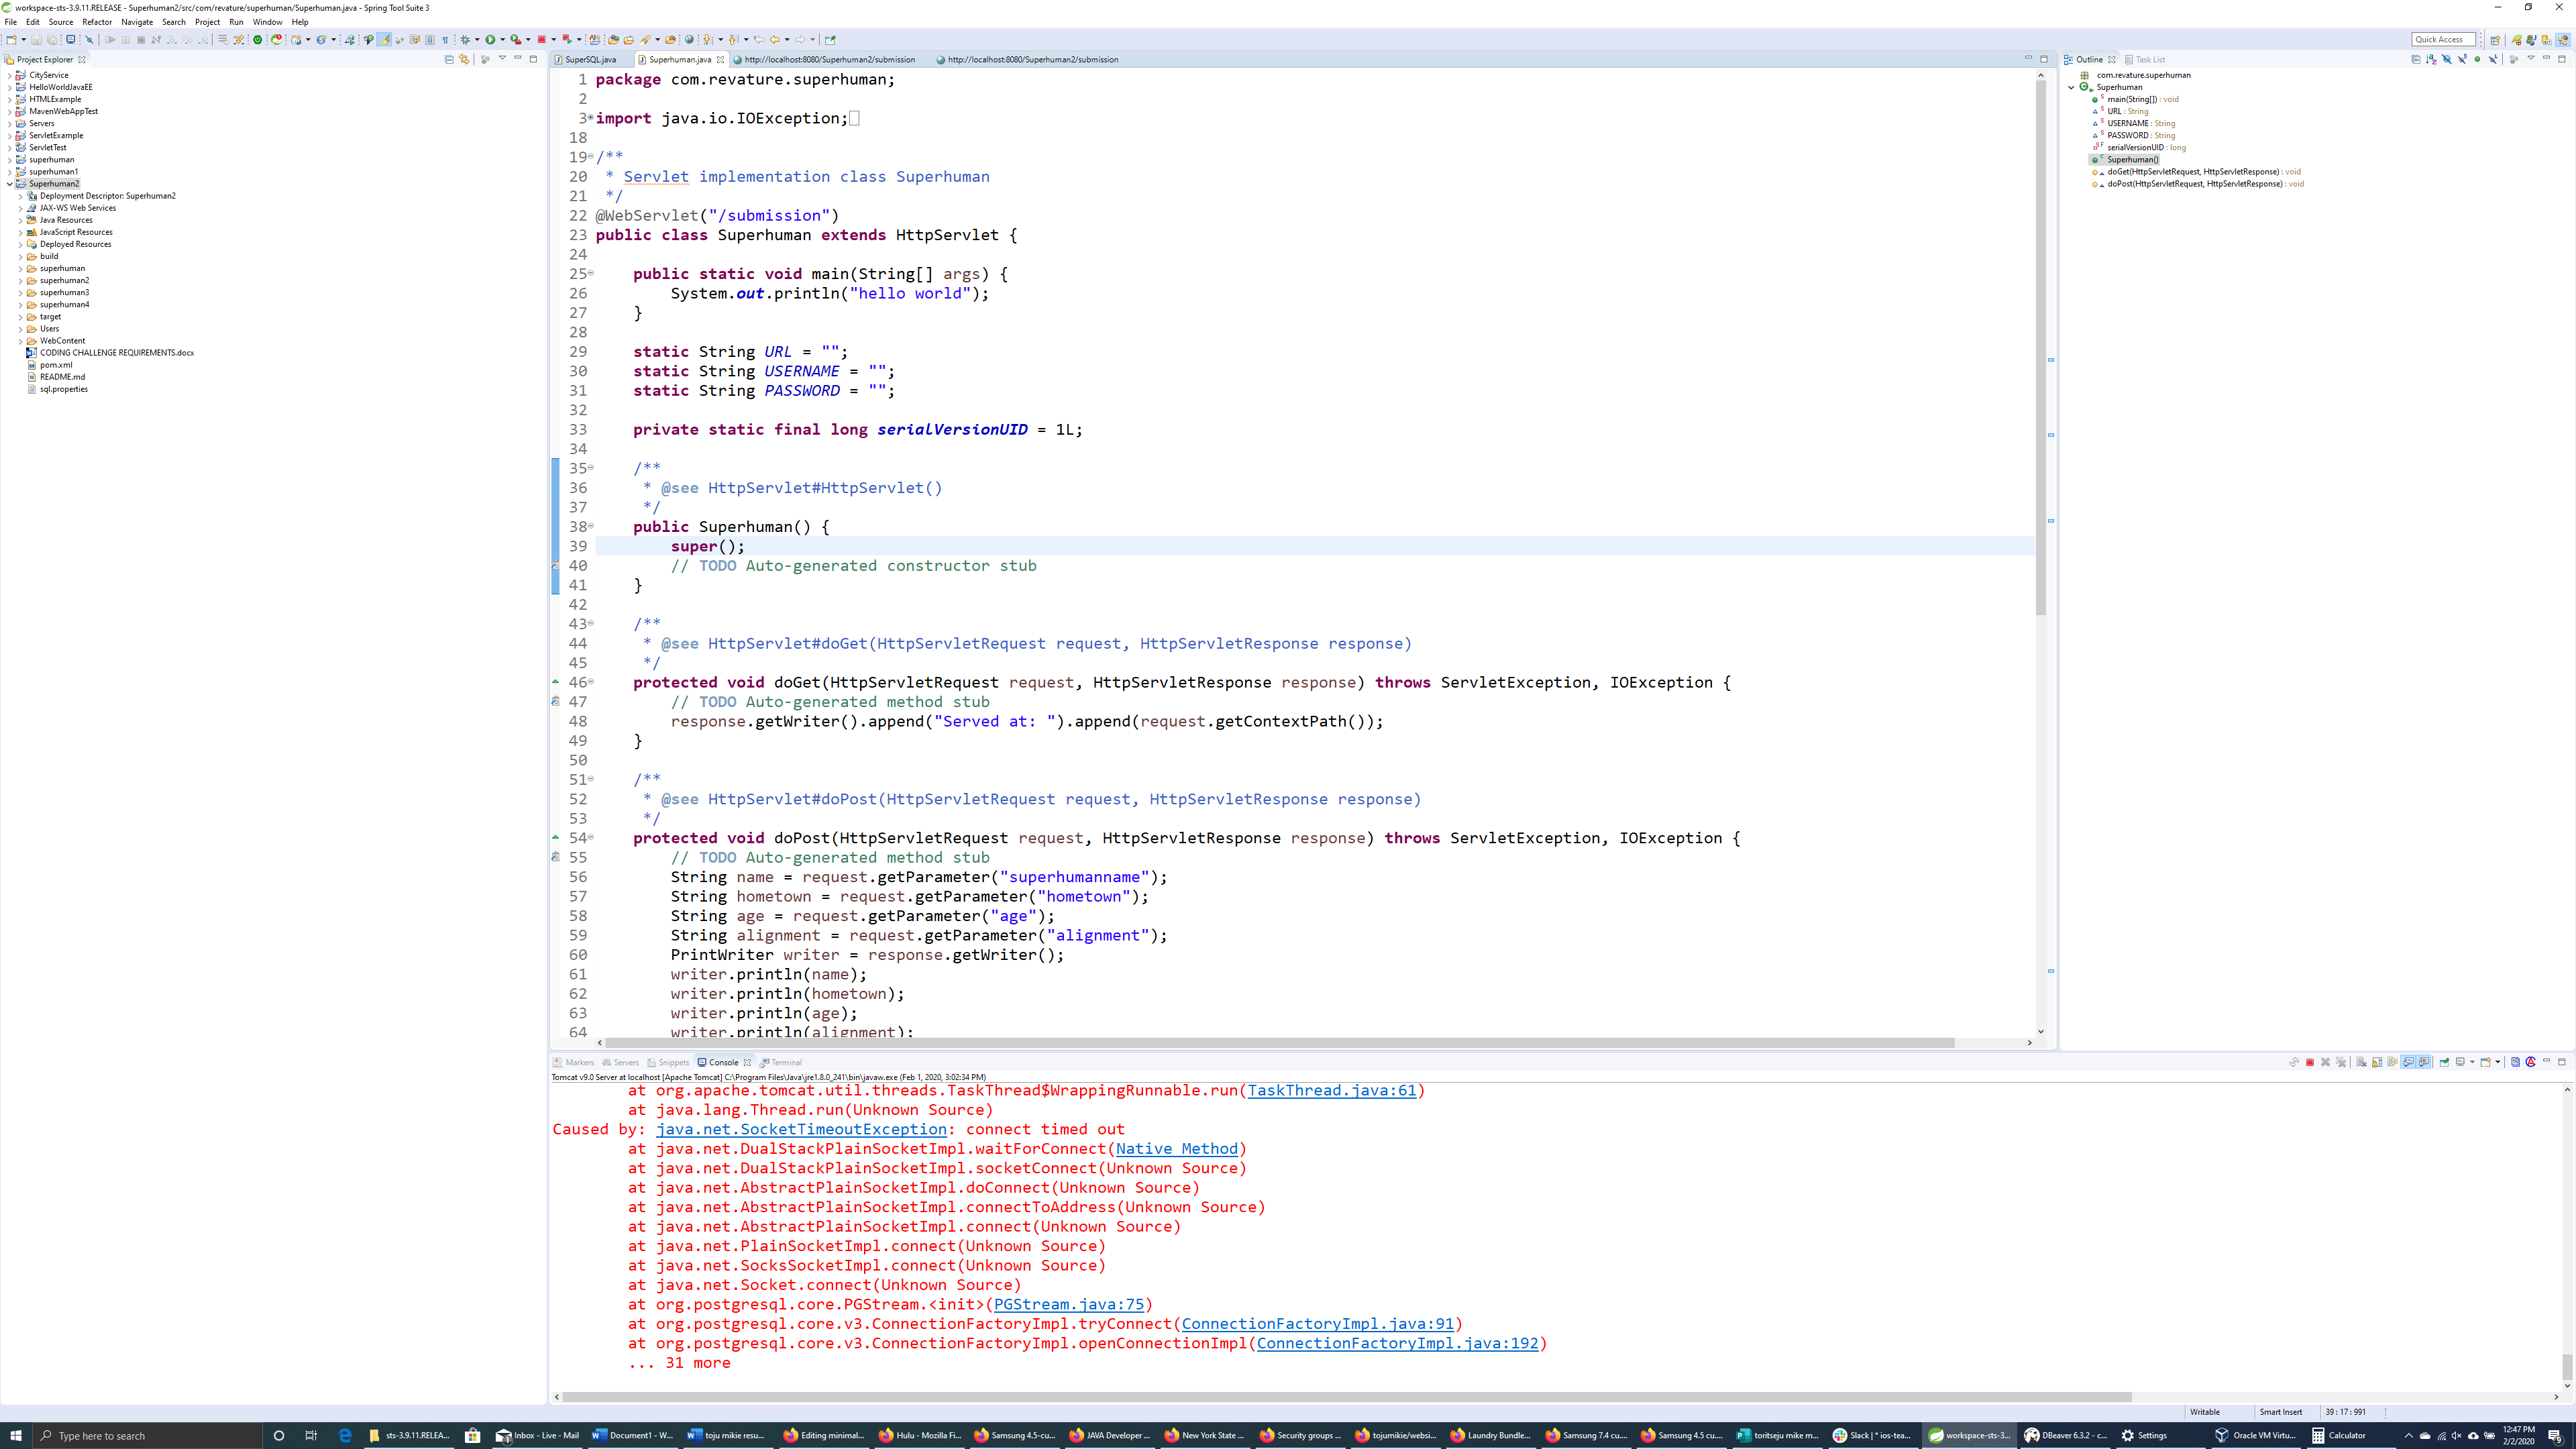 workspace-sts-3.9.11.RELEASE - Superhuman2/src/com/revature/superhuman/Superhuman.java - Spring Tool Suite 3
File Edit Source Refactor Navigate Search Project Run Window Help
Quick Access
Project Explorer
CityService
HelloWorldJavaEE
HTMLExample
MavenWebAppTest
Servers
ServletExample
ServletTest
superhuman
superhuman1
Superhuman2
Deployment Descriptor: Superhuman2
JAX-WS Web Services
Java Resources
JavaScript Resources
Deployed Resources
build
superhuman
superhuman2
superhuman3
superhuman4
target
Users
WebContent
CODING CHALLENGE REQUIREMENTS.docx
pom.xml
README.md
sql.properties
SuperSQL.java Superhuman.java http://localhost:8080/Superhuman2/submission http://localhost:8080/Superhuman2/submission
1 package com.revature.superhuman;
2
3 import java.io.IOException;
18
19 /**
20 * Servlet implementation class Superhuman
21 */
22 @WebServlet("/submission")
23 public class Superhuman extends HttpServlet {
24
25 public static void main(String[] args) {
26 System.out.println("hello world");
27 }
28
29 static String URL = "";
30 static String USERNAME = "";
31 static String PASSWORD = "";
32
33 private static final long serialVersionUID = 1L;
34
35 /**
36 * @see HttpServlet#HttpServlet()
37 */
38 public Superhuman() {
39 super();
40 // TODO Auto-generated constructor stub
41 }
42
43 /**
44 * @see HttpServlet#doGet(HttpServletRequest request, HttpServletResponse response)
45 */
46 protected void doGet(HttpServletRequest request, HttpServletResponse response) throws ServletException, IOException {
47 // TODO Auto-generated method stub
48 response.getWriter().append("Served at: ").append(request.getContextPath());
49 }
50
51 /**
52 * @see HttpServlet#doPost(HttpServletRequest request, HttpServletResponse response)
53 */
54 protected void doPost(HttpServletRequest request, HttpServletResponse response) throws ServletException, IOException {
55 // TODO Auto-generated method stub
56 String name = request.getParameter("superhumanname");
57 String hometown = request.getParameter("hometown");
58 String age = request.getParameter("age");
59 String alignment = request.getParameter("alignment");
60 PrintWriter writer = response.getWriter();
61 writer.println(name);
62 writer.println(hometown);
63 writer.println(age);
64 writer.println(alignment);
Outline Task List
com.revature.superhuman
Superhuman
main(String[]) : void
URL : String
USERNAME : String
PASSWORD : String
serialVersionUID : long
Superhuman()
doGet(HttpServletRequest, HttpServletResponse) : void
doPost(HttpServletRequest, HttpServletResponse) : void
Markers Servers Snippets Console Terminal
Tomcat v9.0 Server at localhost [Apache Tomcat] C:\Program Files\Java\jre1.8.0_241\bin\javaw.exe (Feb 1, 2020, 3:02:34 PM)
at org.apache.tomcat.util.threads.TaskThread$WrappingRunnable.run(TaskThread.java:61)
at java.lang.Thread.run(Unknown Source)
Caused by: java.net.SocketTimeoutException: connect timed out
at java.net.DualStackPlainSocketImpl.waitForConnect(Native Method)
at java.net.DualStackPlainSocketImpl.socketConnect(Unknown Source)
at java.net.AbstractPlainSocketImpl.doConnect(Unknown Source)
at java.net.AbstractPlainSocketImpl.connectToAddress(Unknown Source)
at java.net.AbstractPlainSocketImpl.connect(Unknown Source)
at java.net.PlainSocketImpl.connect(Unknown Source)
at java.net.SocksSocketImpl.connect(Unknown Source)
at java.net.Socket.connect(Unknown Source)
at org.postgresql.core.PGStream.<init>(PGStream.java:75)
at org.postgresql.core.v3.ConnectionFactoryImpl.tryConnect(ConnectionFactoryImpl.java:91)
at org.postgresql.core.v3.ConnectionFactoryImpl.openConnectionImpl(ConnectionFactoryImpl.java:192)
... 31 more
Writable Smart Insert 39 : 17 : 991
Type here to search sts-3.9.11.RELEA... Inbox - Live - Mail Document1 - W... toju mikie resu... Editing minimal... Hulu - Mozilla Fi... Samsung 4.5-cu... JAVA Developer ... New York State ... Security groups ... tojumikie/websi... Laundry Bundle... Samsung 7.4 cu.... Samsung 4.5 cu.... toritseju mike m... Slack | * ios-tea... workspace-sts-3... DBeaver 6.3.2 - c... Settings Oracle VM Virtu... Calculator 12:47 PM
2/2/2020